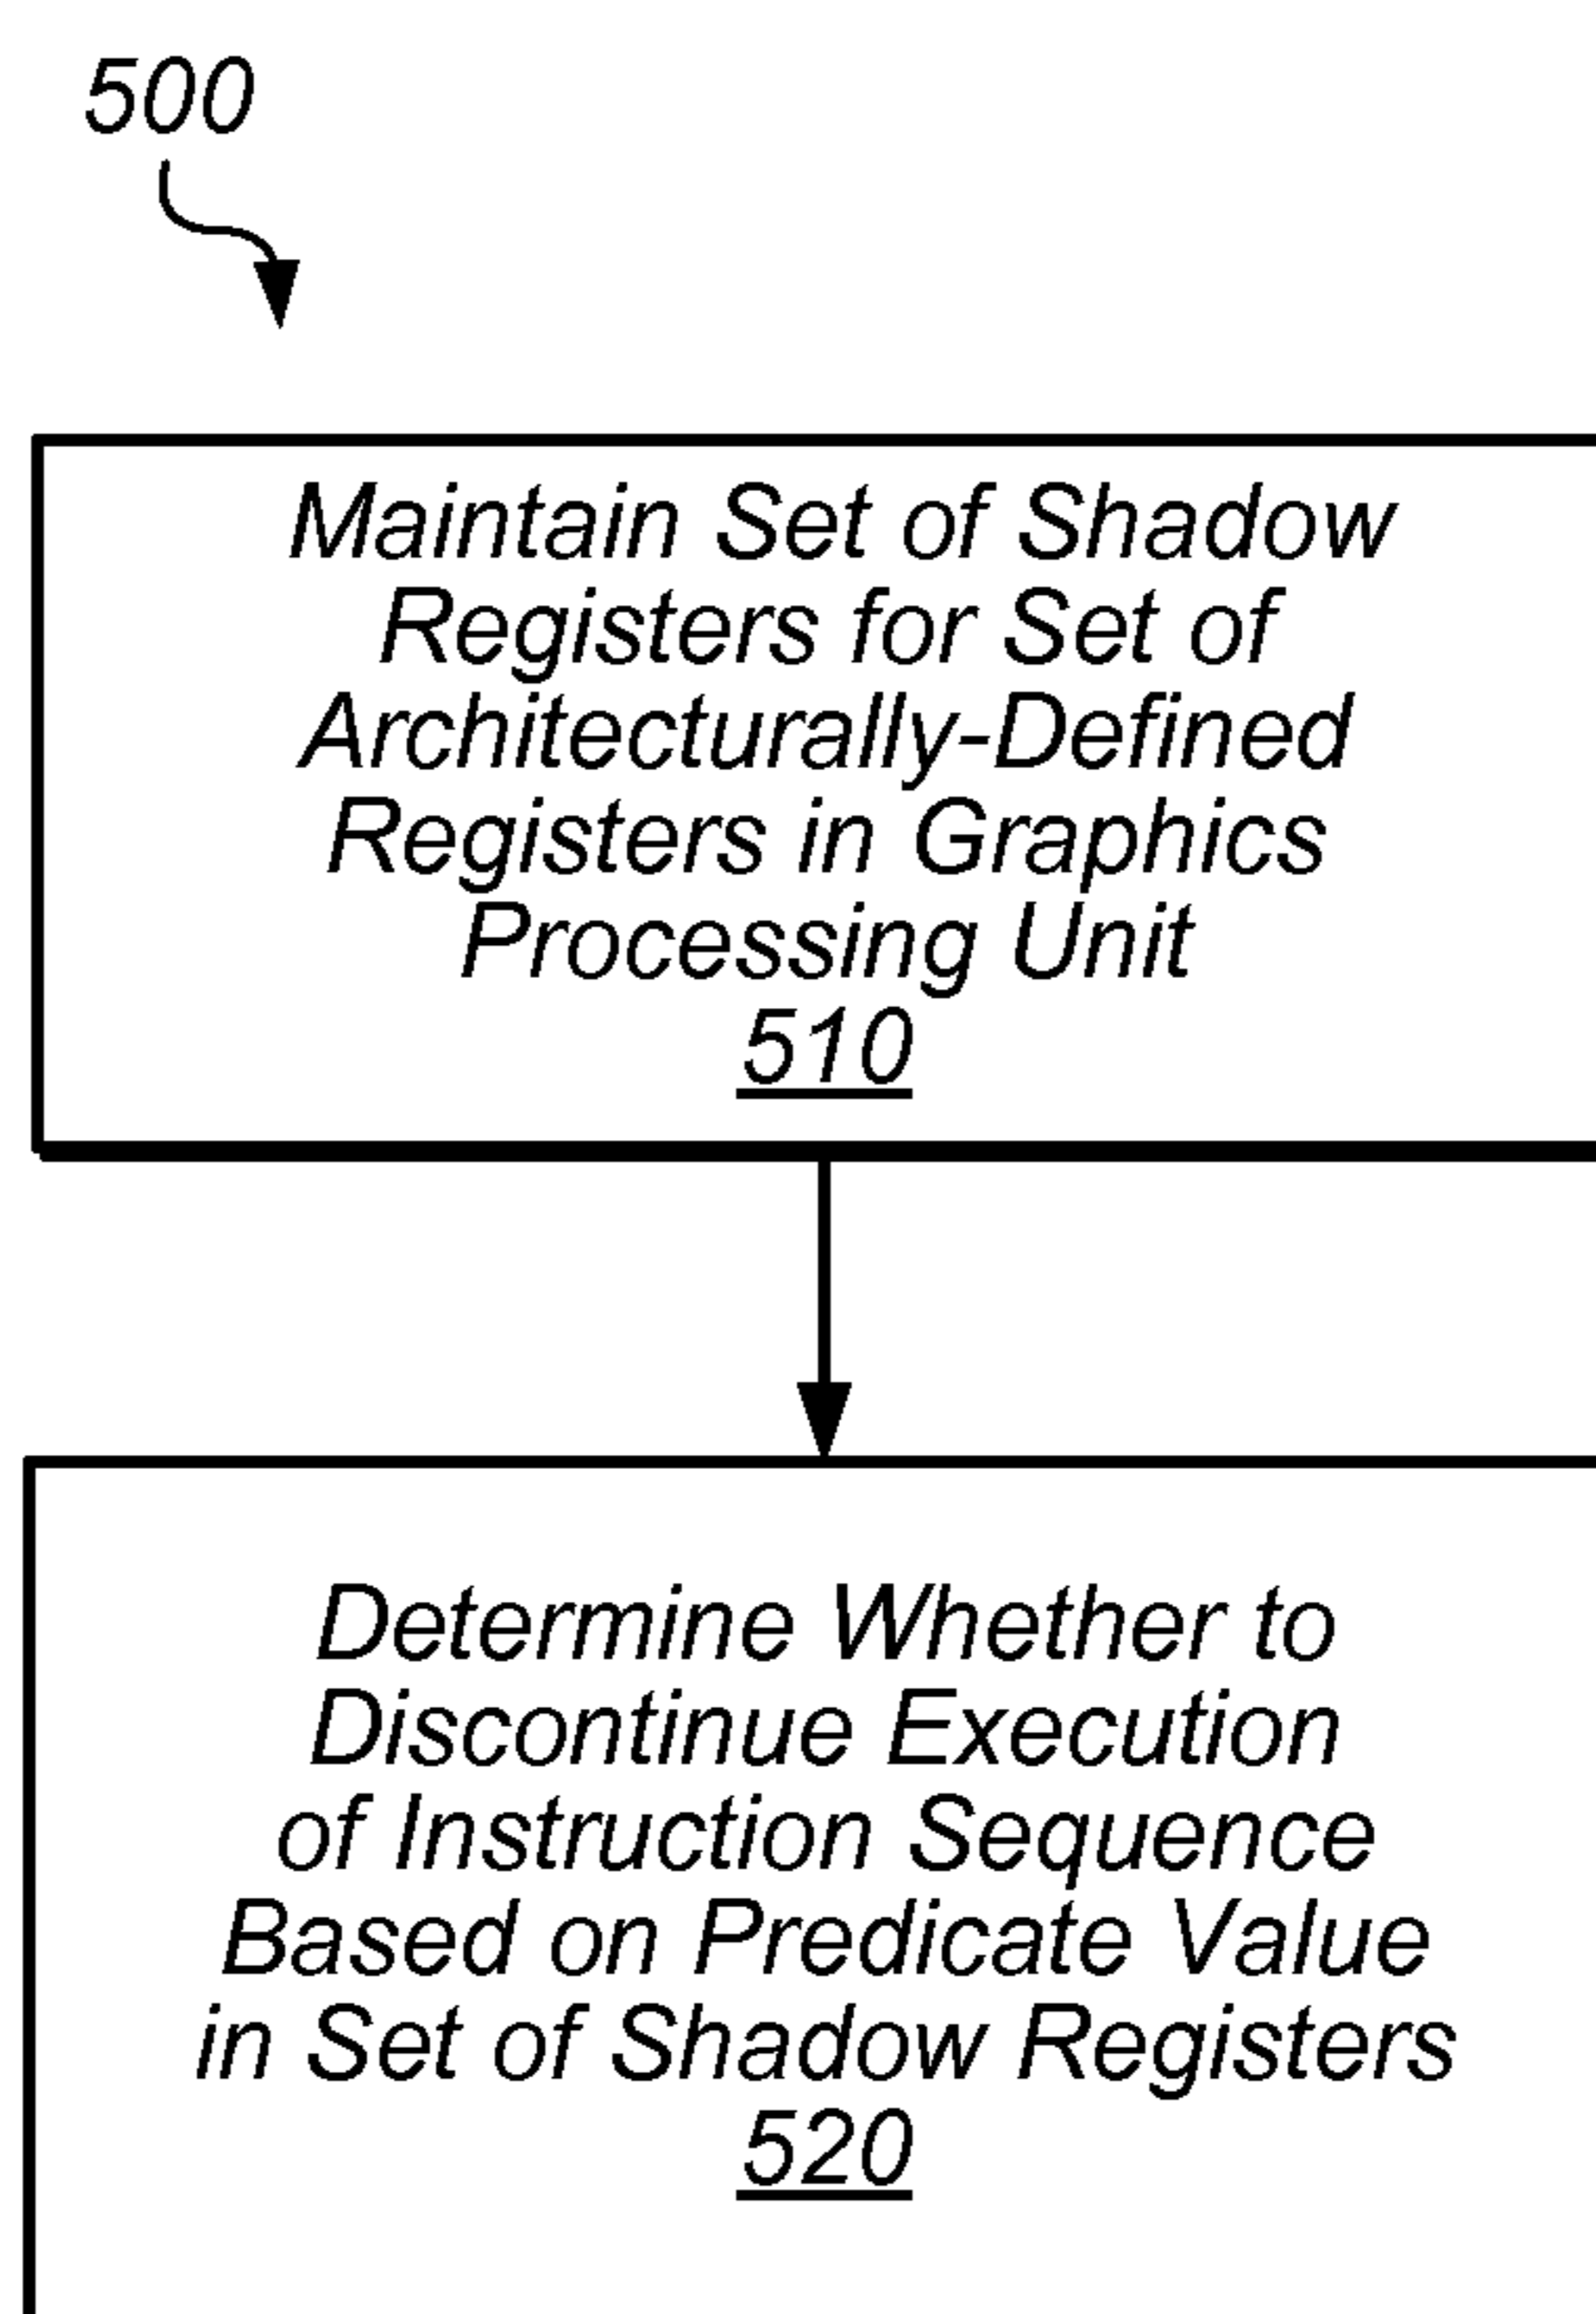 500
Maintain Set of Shadow
Registers for Set of
Architecturally-Defined
Registers in Graphics
Processing Unit
510
Determine Whether to
Discontinue Execution
of Instruction Sequence
Based on Predicate Value
in Set of Shadow Registers
520